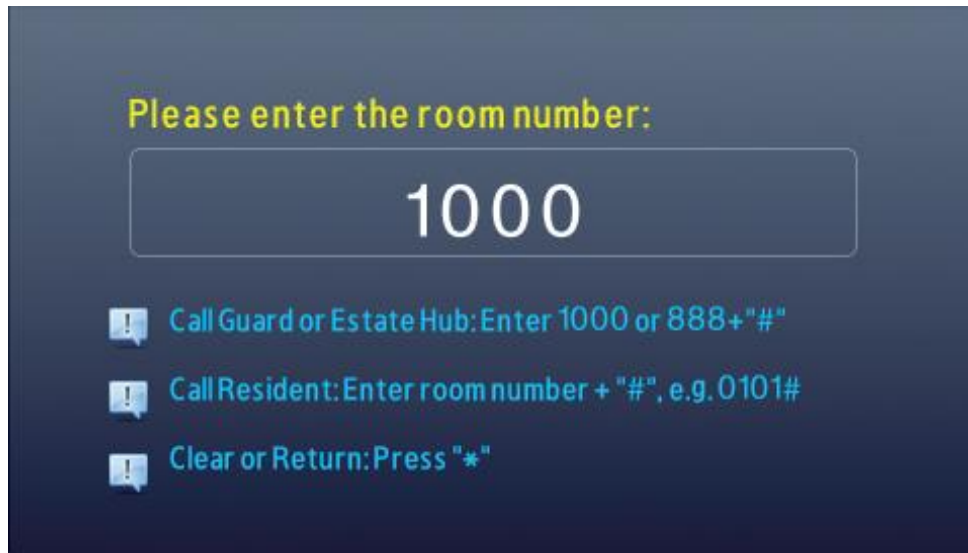 Please enter the room number:
1000
Call Guard or Estate Hub: Enter 1000 or 888+"#"
Call Resident: Enter room number + "#", e.g. 0101#
Clear or Return: Press "*"